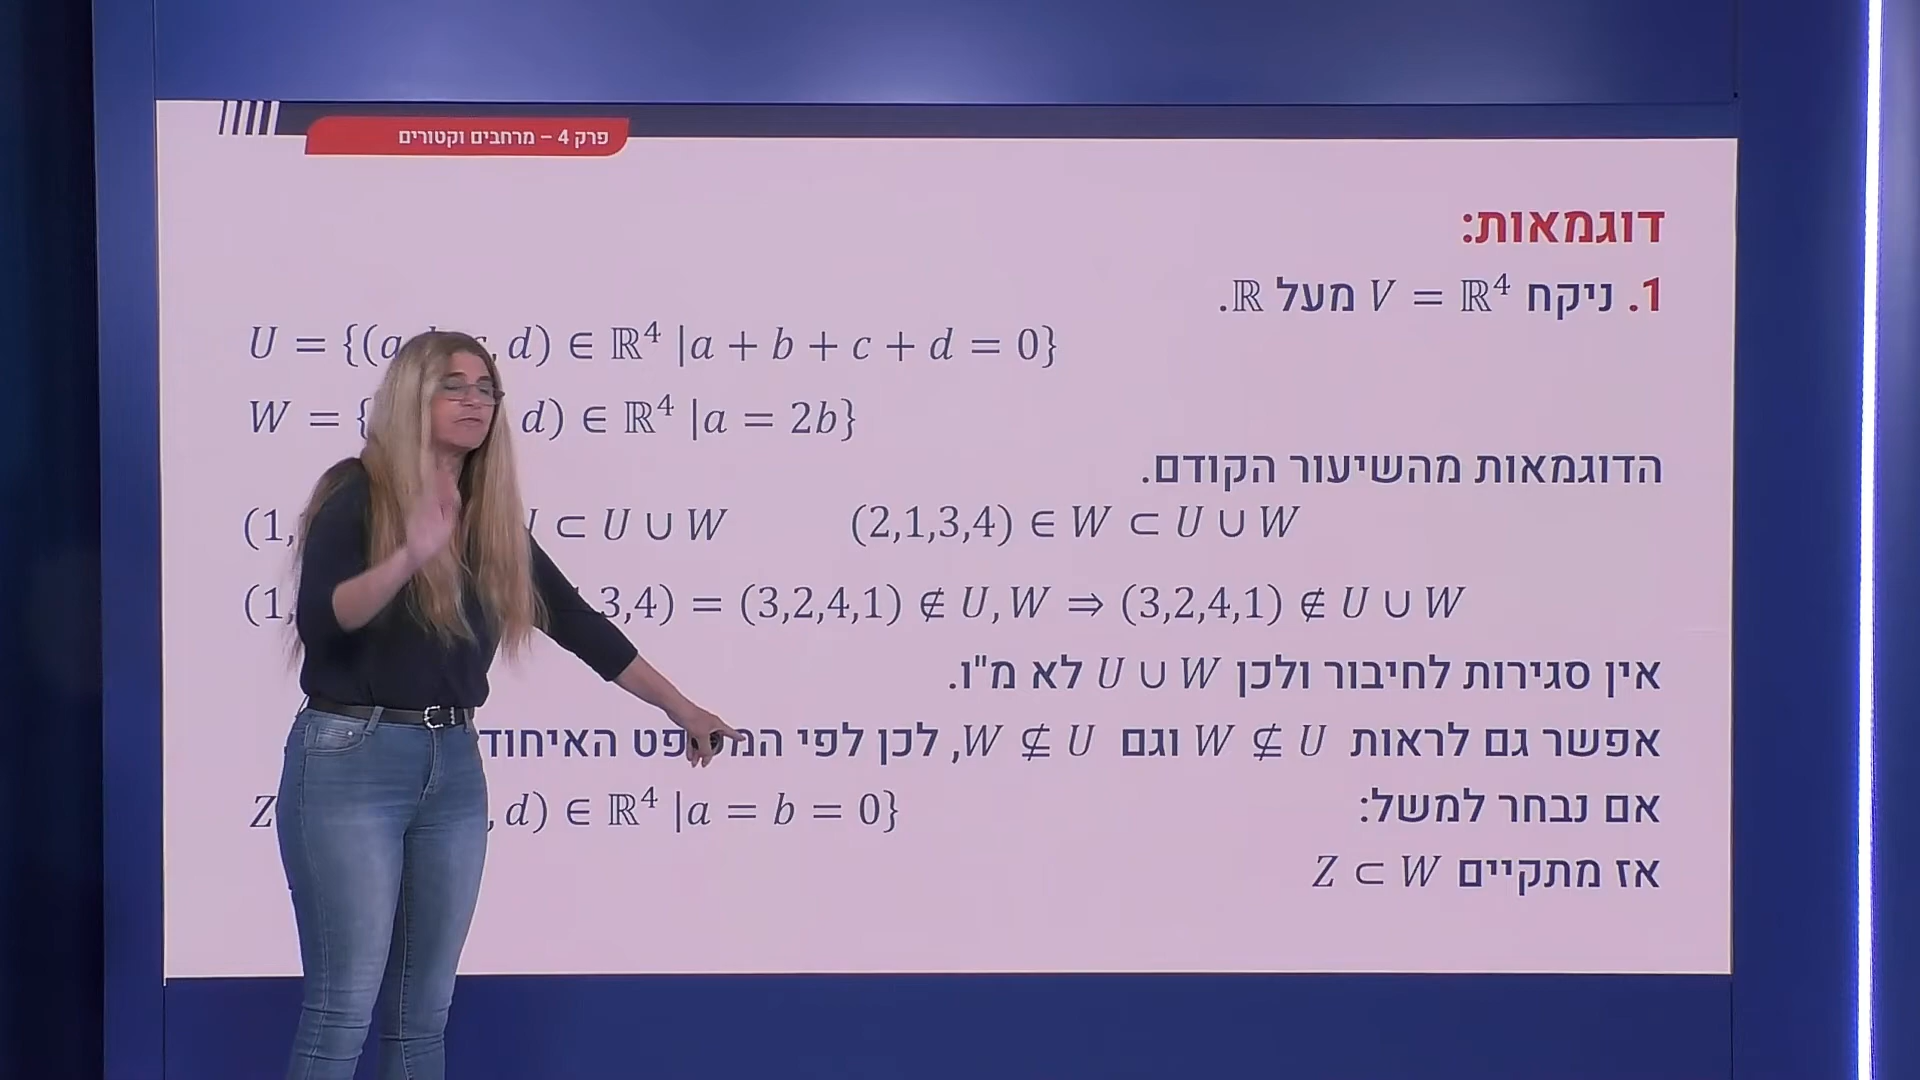 פרק 4 – מרחבים וקטורים
דוגמאות:
1. ניקח V = ℝ⁴ מעל ℝ.
U = {(a, , d) ∈ ℝ⁴ |a + b + c + d = 0}
W = { d) ∈ ℝ⁴ |a = 2b}
הדוגמאות מהשיעור הקודם.
(1, ⊂ U ∪ W (2,1,3,4) ∈ W ⊂ U ∪ W
(1, ,3,4) = (3,2,4,1) ∉ U, W ⇒ (3,2,4,1) ∉ U ∪ W
אין סגירות לחיבור ולכן U ∪ W לא מ"ו.
אפשר גם לראות W ⊈ U וגם W ⊈ U, לכן לפי האיחוד
אם נבחר למשל:
Z , d) ∈ ℝ⁴ |a = b = 0}
אז מתקיים Z ⊂ W